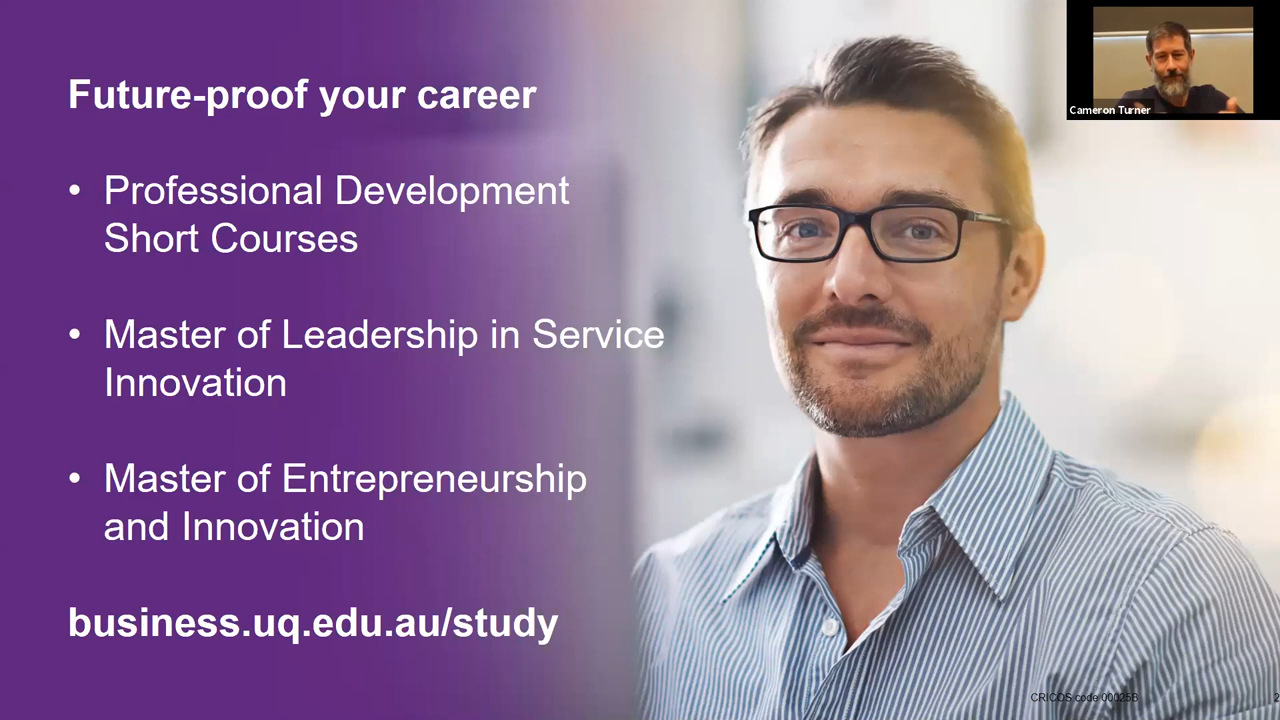 Future-proof your career
• Professional Development
Short Courses
• Master of Leadership in Service
Innovation
• Master of Entrepreneurship
and Innovation
business.uq.edu.au/study
Cameron Turner
CRICOS code 00025B
2